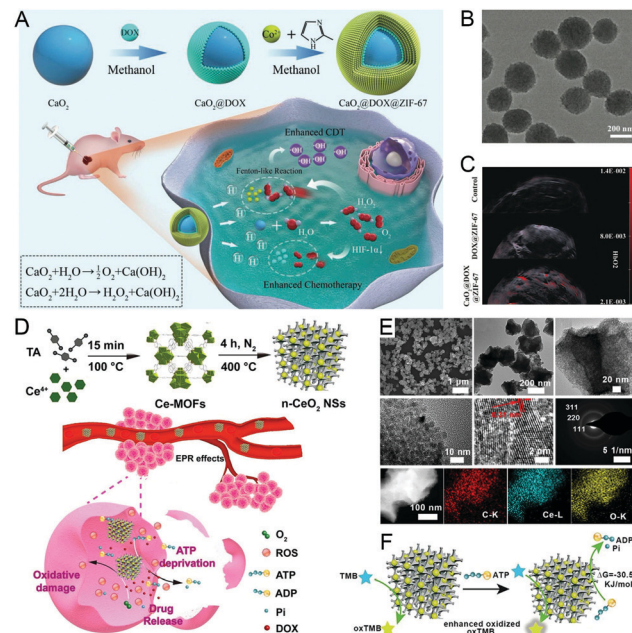 A
DOX
Methanol
Co²⁺
+
N
N
H
Methanol
CaO₂
CaO₂@DOX
CaO₂@DOX@ZIF-67
Enhanced CDT
·OH
Fenton-like Reaction
H₂O₂
H₂O
O₂
HIF-1α↓
Enhanced Chemotherapy
CaO₂+H₂O→½O₂+Ca(OH)₂
CaO₂+2H₂O→H₂O₂+Ca(OH)₂
B
200 nm
C
Control
DOX@ZIF-67
CaO₂@DOX
@ZIF-67
1.4E-002
8.0E-003
2.1E-003
HbO2
D
TA
+
Ce⁴⁺
15 min
100 °C
Ce-MOFs
4 h, N₂
400 °C
n-CeO₂ NSs
EPR effects
ATP
deprivation
Oxidative
damage
Drug
Release
O₂
ROS
ATP
ADP
Pi
DOX
E
1 μm
200 nm
20 nm
10 nm
2 nm
311
220
111
5 1/nm
100 nm
C-K
Ce-L
O-K
F
TMB
oxTMB
ATP
enhanced oxidized
oxTMB
ADP
Pi
ΔG=-30.5
KJ/mol